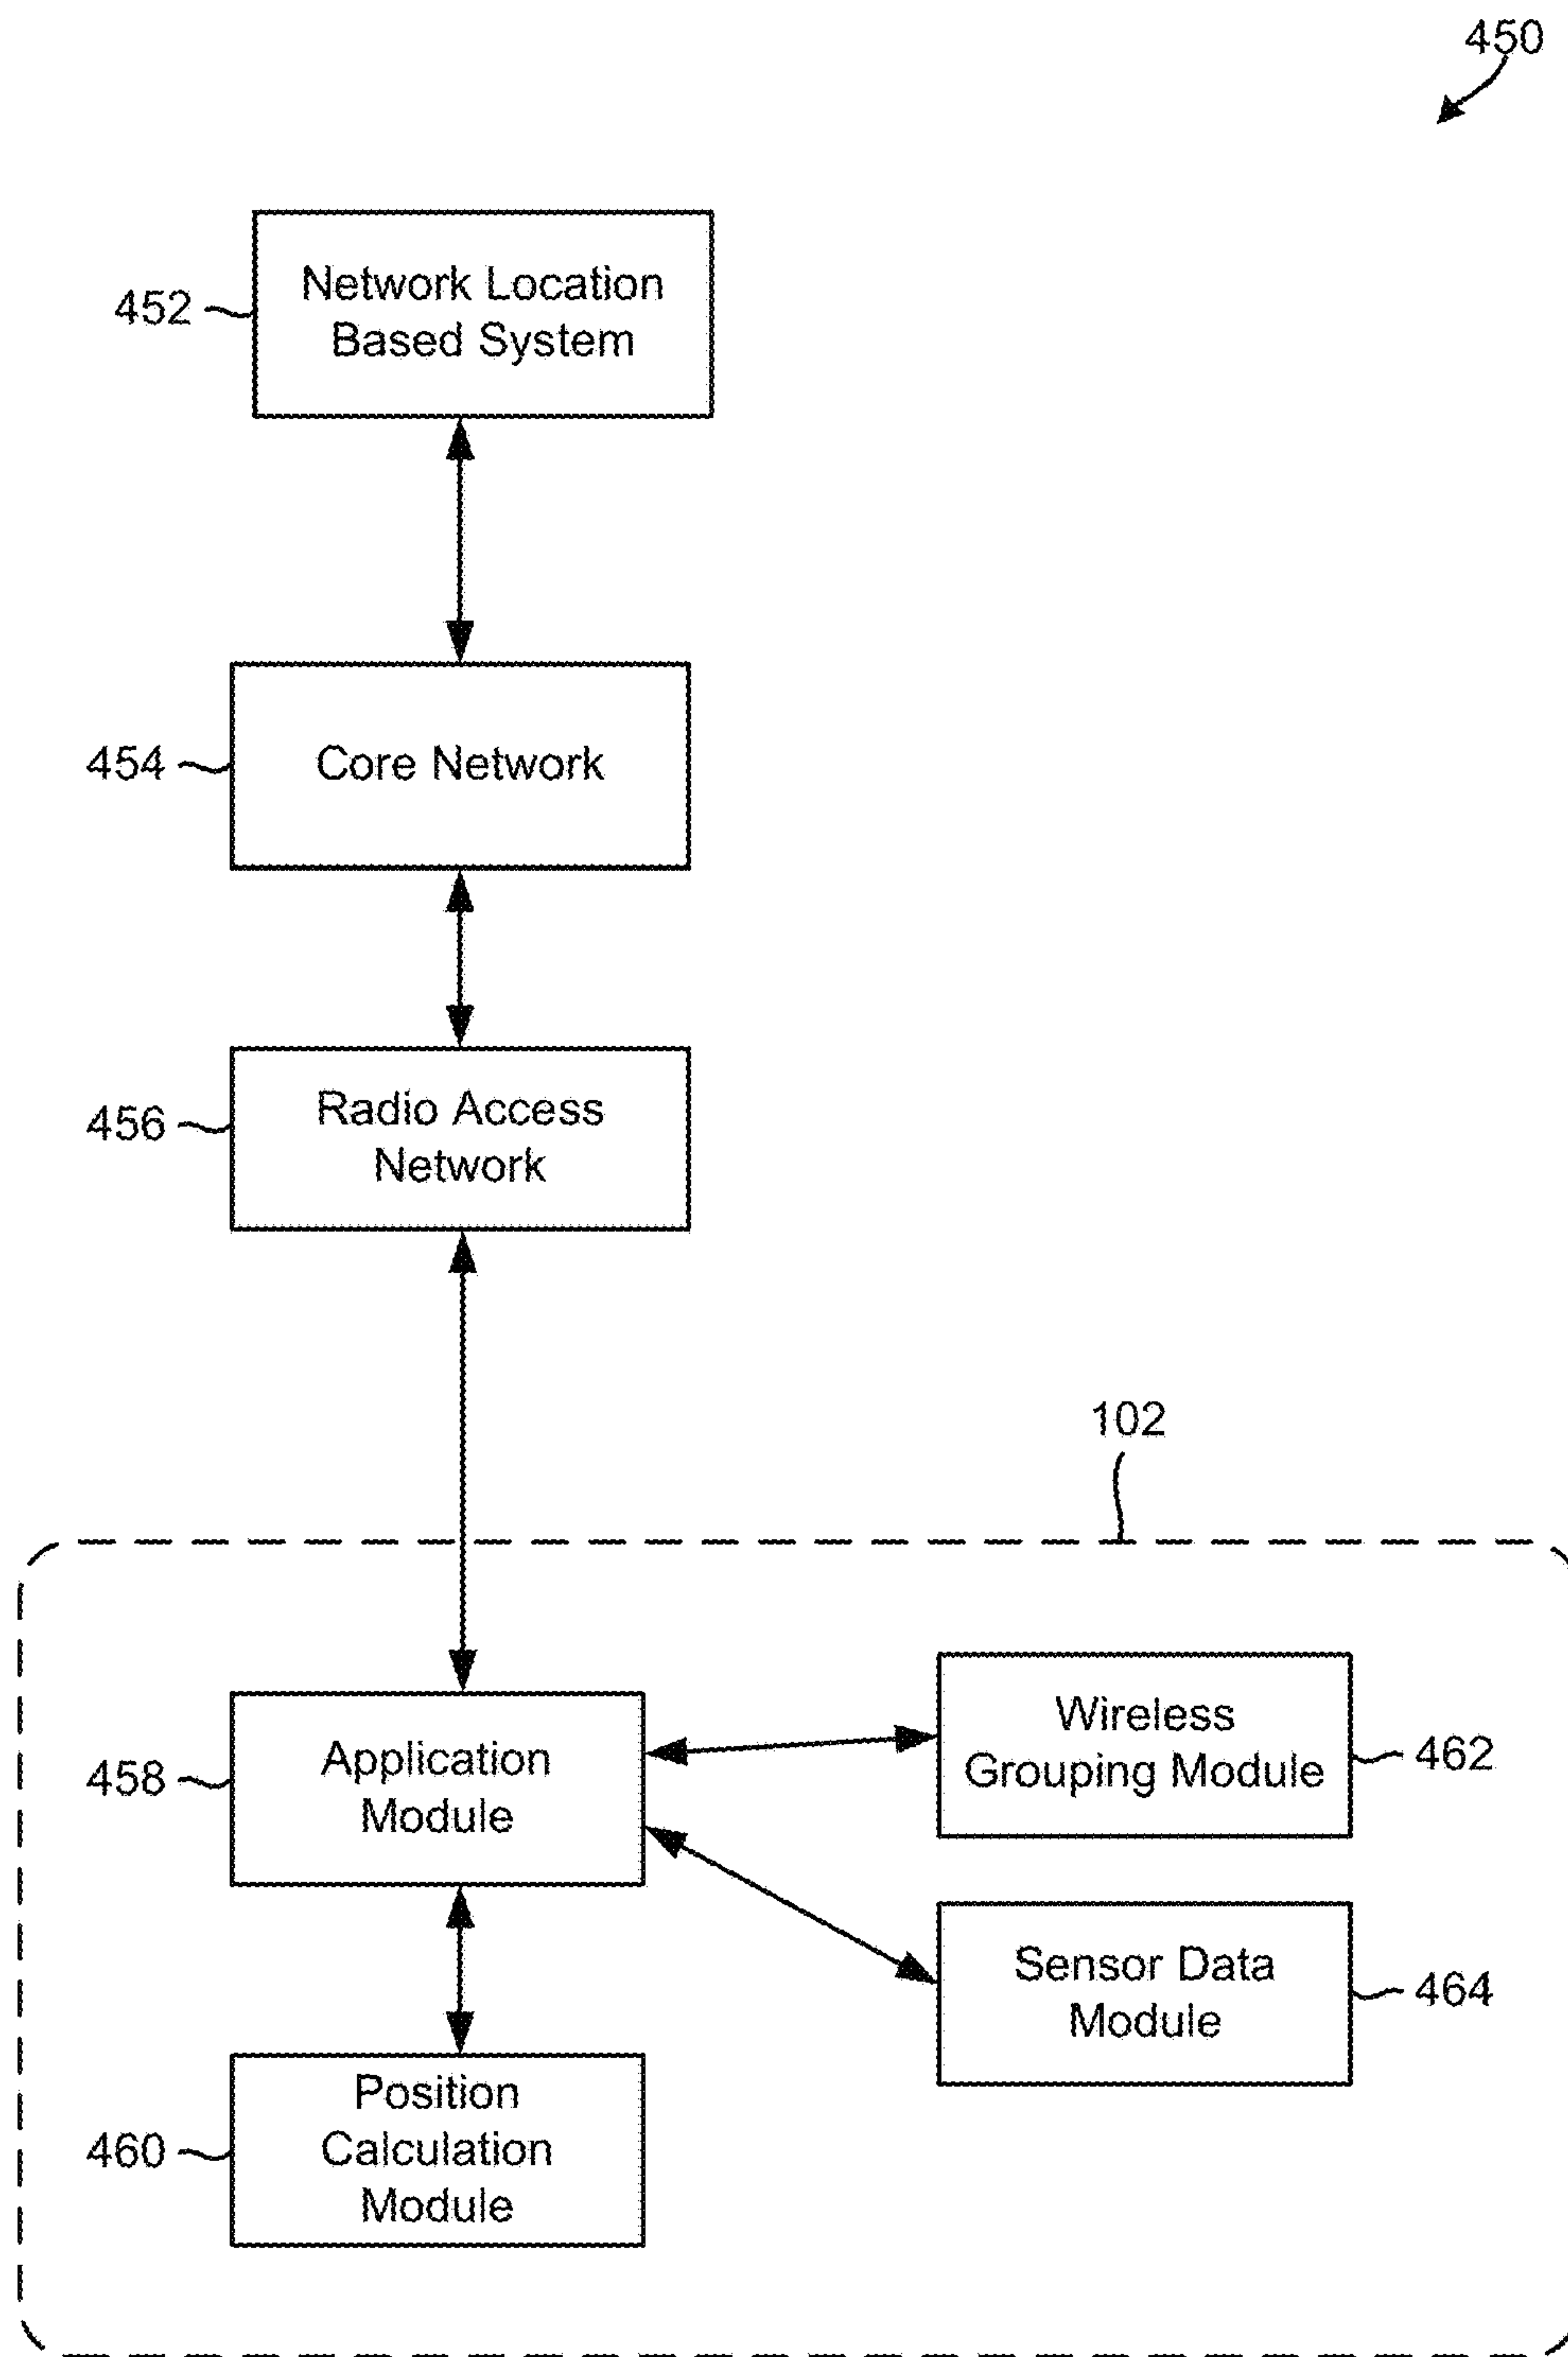 450
452
Network Location
Based System
454
Core Network
456
Radio Access
Network
102
458
Application
Module
Wireless
Grouping Module
462
Sensor Data
Module
464
460
Position
Calculation
Module